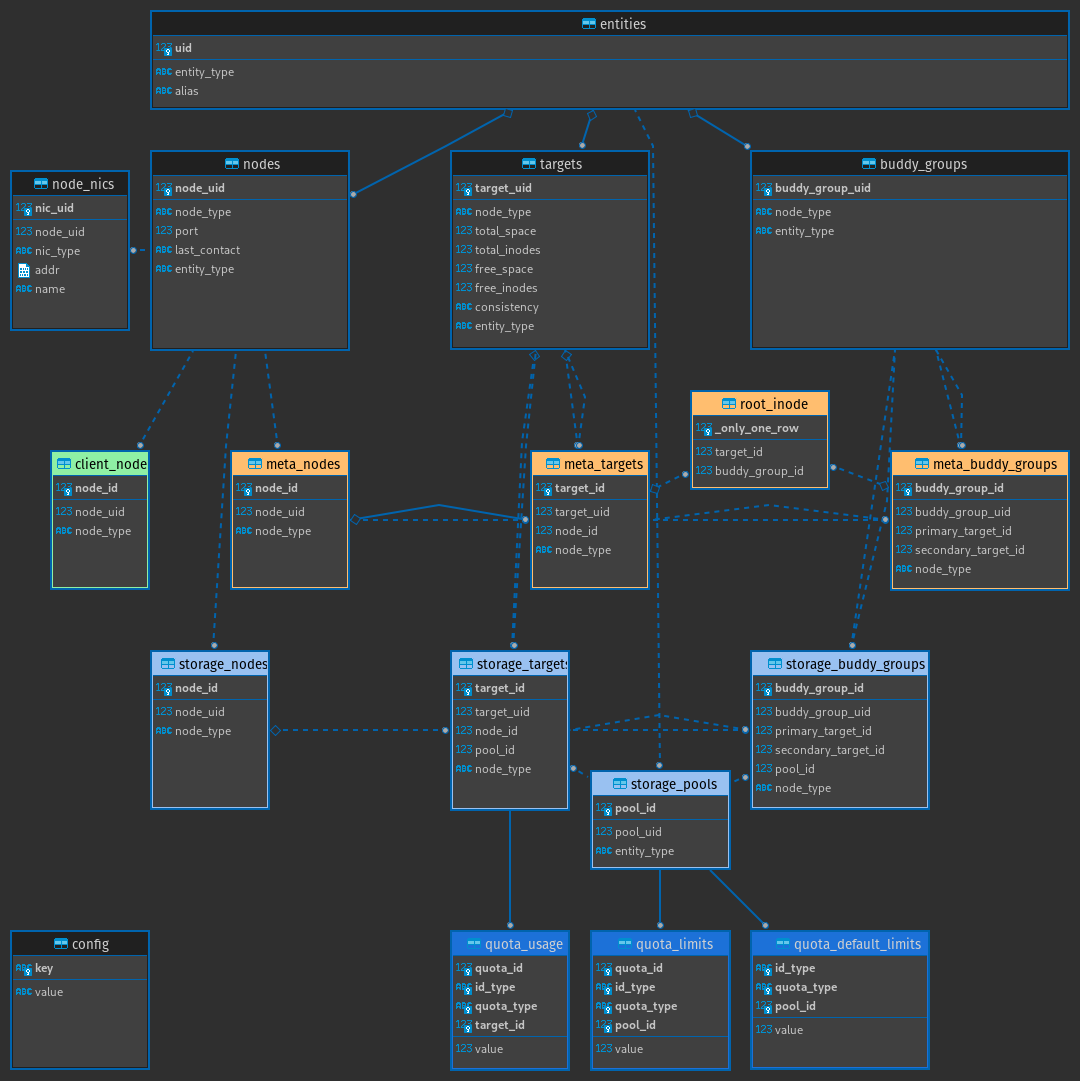 entities
123 uid
ABC entity_type
ABC alias
node_nics
123 nic_uid
123 node_uid
ABC nic_type
addr
ABC name
nodes
123 node_uid
ABC node_type
123 port
ABC last_contact
ABC entity_type
targets
123 target_uid
ABC node_type
123 total_space
123 total_inodes
123 free_space
123 free_inodes
ABC consistency
ABC entity_type
buddy_groups
123 buddy_group_uid
ABC node_type
ABC entity_type
root_inode
123 _only_one_row
123 target_id
123 buddy_group_id
client_node
123 node_id
123 node_uid
ABC node_type
meta_nodes
123 node_id
123 node_uid
ABC node_type
meta_targets
123 target_id
123 target_uid
123 node_id
ABC node_type
meta_buddy_groups
123 buddy_group_id
123 buddy_group_uid
123 primary_target_id
123 secondary_target_id
ABC node_type
storage_nodes
123 node_id
123 node_uid
ABC node_type
storage_targets
123 target_id
123 target_uid
123 node_id
123 pool_id
ABC node_type
storage_buddy_groups
123 buddy_group_id
123 buddy_group_uid
123 primary_target_id
123 secondary_target_id
123 pool_id
ABC node_type
storage_pools
123 pool_id
123 pool_uid
ABC entity_type
config
ABC key
ABC value
quota_usage
123 quota_id
ABC id_type
ABC quota_type
123 target_id
123 value
quota_limits
123 quota_id
ABC id_type
ABC quota_type
123 pool_id
123 value
quota_default_limits
ABC id_type
ABC quota_type
123 pool_id
123 value